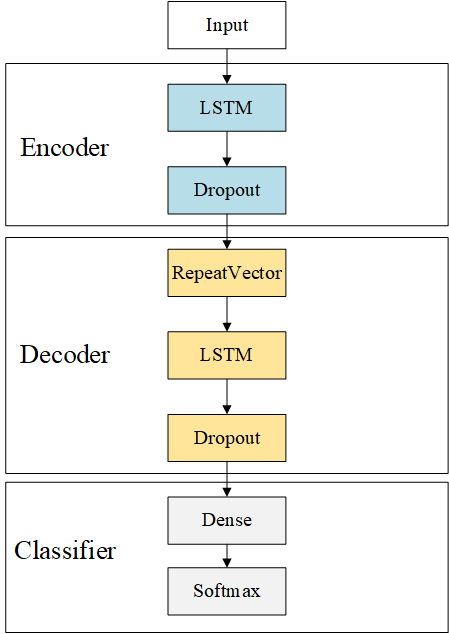 Input
Encoder
LSTM
Dropout
Decoder
RepeatVector
LSTM
Dropout
Classifier
Dense
Softmax